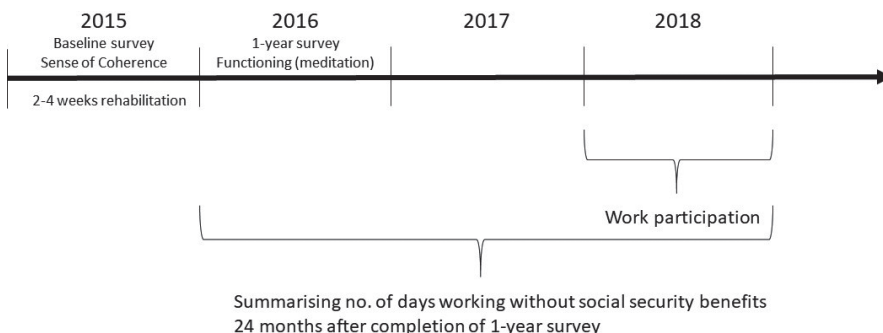 2015
Baseline survey
Sense of Coherence
2-4 weeks rehabilitation
2016
1-year survey
Functioning (meditation)
2017
2018
Work participation
Summarising no. of days working without social security benefits
24 months after completion of 1-year survey